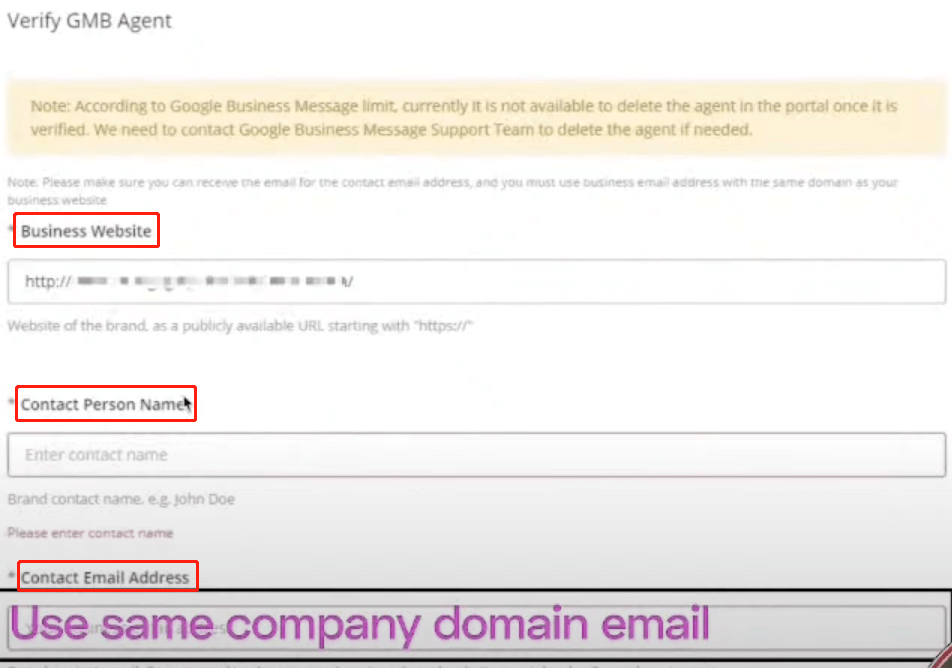 Verify GMB Agent
Note: According to Google Business Message limit, currently it is not available to delete the agent in the portal once it is
verified. We need to contact Google Business Message Support Team to delete the agent if needed.
Note: Please make sure you can receive the email for the contact email address, and you must use business email address with the same domain as your
business website
* Business Website
http://
Website of the brand, as a publicly available URL starting with "https://"
* Contact Person Name
Enter contact name
Brand contact name, e.g. John Doe
Please enter contact name
* Contact Email Address
Use same company domain email